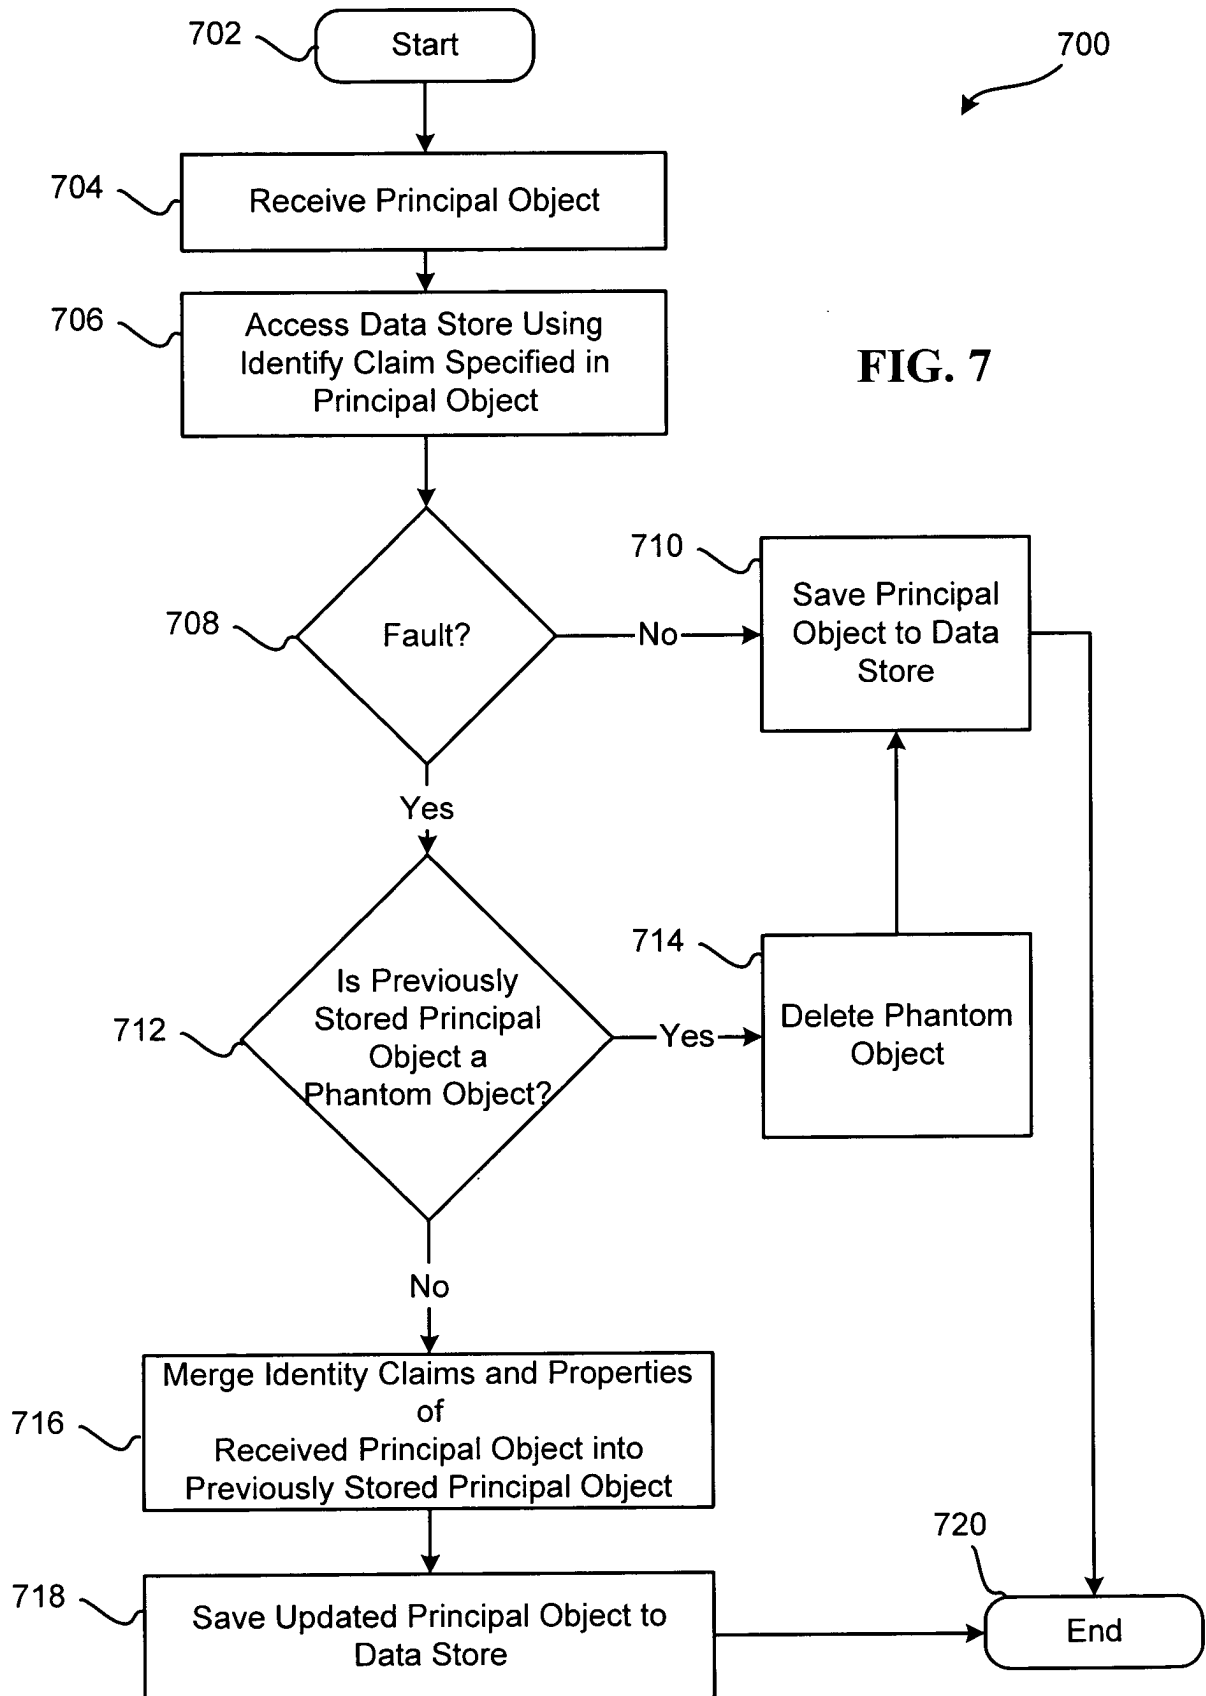 702
Start
700
704
Receive Principal Object
706
Access Data Store Using
Identify Claim Specified in
Principal Object
FIG. 7
708
Fault?
No
710
Save Principal
Object to Data
Store
Yes
712
Is Previously
Stored Principal
Object a
Phantom Object?
Yes
714
Delete Phantom
Object
No
716
Merge Identity Claims and Properties
of
Received Principal Object into
Previously Stored Principal Object
718
Save Updated Principal Object to
Data Store
720
End